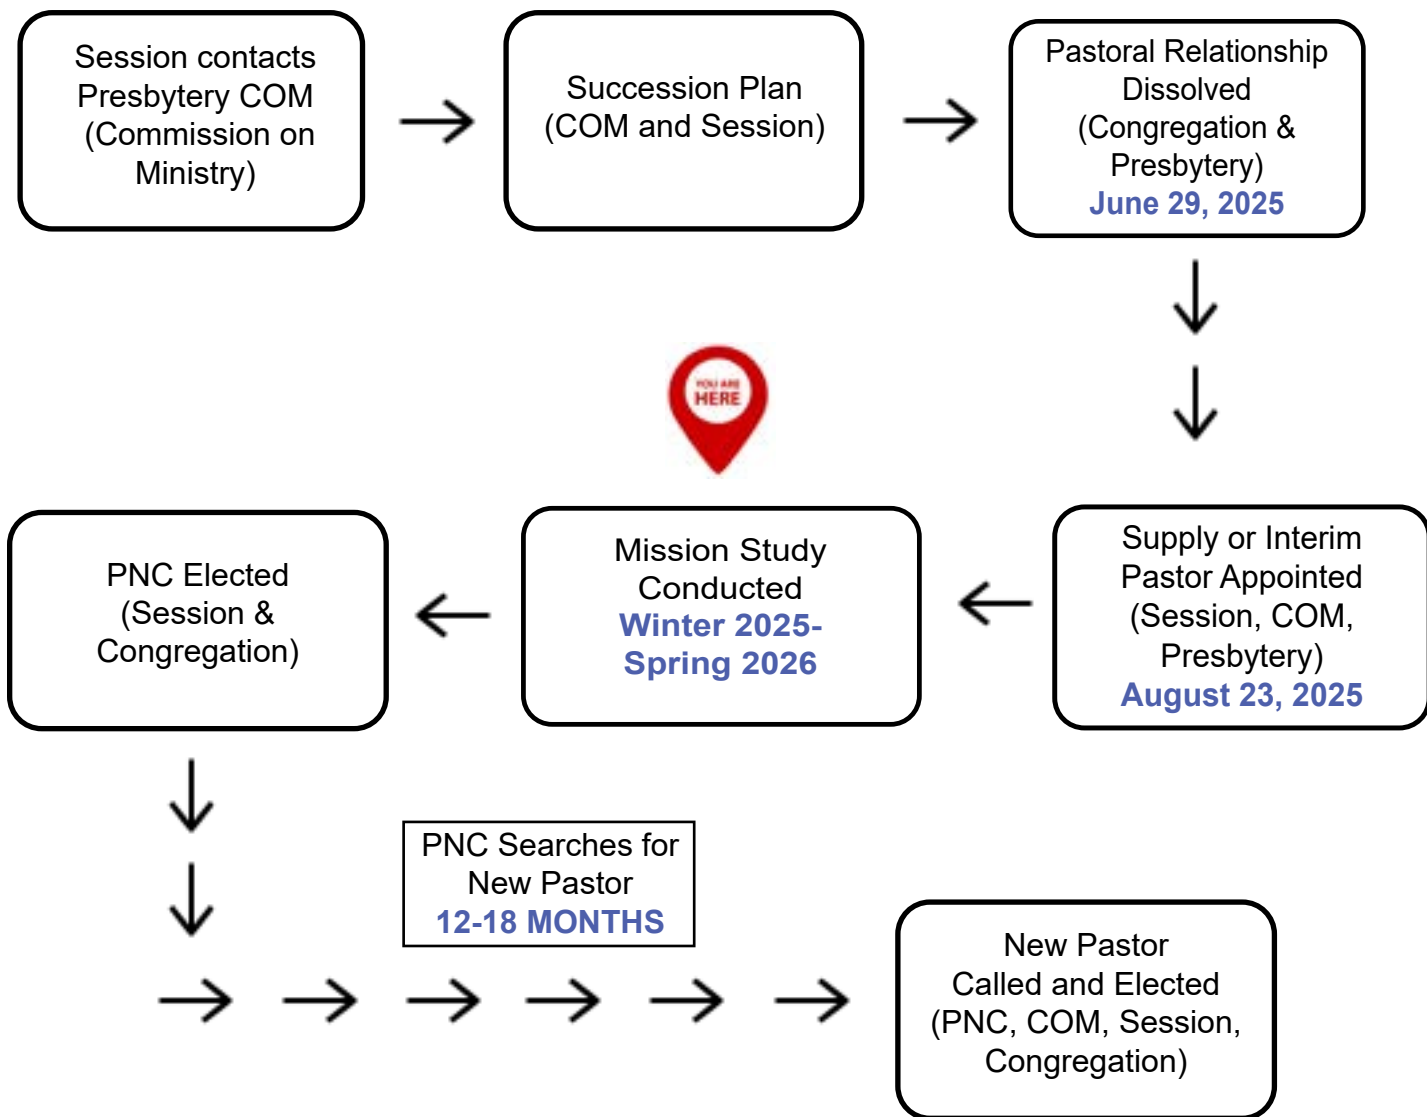 Session contacts
Presbytery COM
(Commission on
Ministry)
Succession Plan
(COM and Session)
Pastoral Relationship
Dissolved
(Congregation &
Presbytery)
June 29, 2025
YOU ARE
HERE
Supply or Interim
Pastor Appointed
(Session, COM,
Presbytery)
August 23, 2025
Mission Study
Conducted
Winter 2025-
Spring 2026
PNC Elected
(Session &
Congregation)
PNC Searches for
New Pastor
12-18 MONTHS
New Pastor
Called and Elected
(PNC, COM, Session,
Congregation)